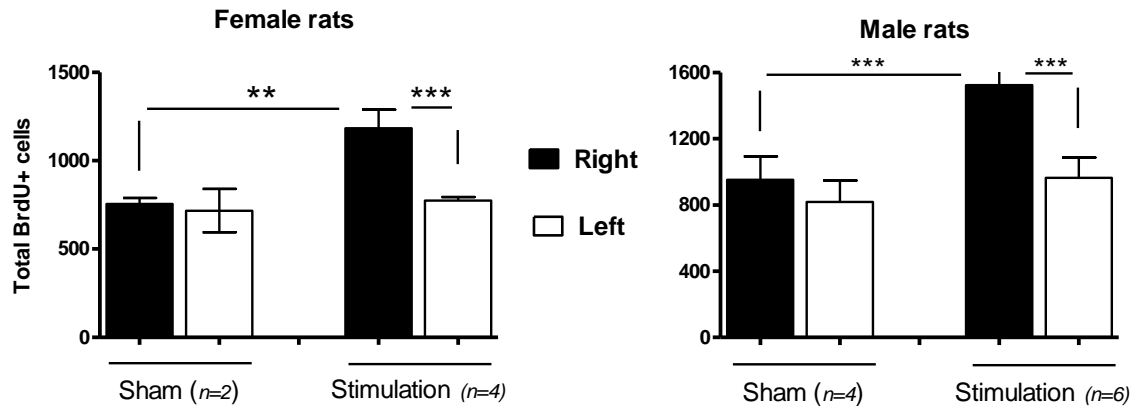 Female rats
Male rats
Total BrdU+ cells
1500
1000
500
0
**
***
Right
Left
1600
1200
800
400
0
***
***
Sham (n=2)
Stimulation (n=4)
Sham (n=4)
Stimulation (n=6)